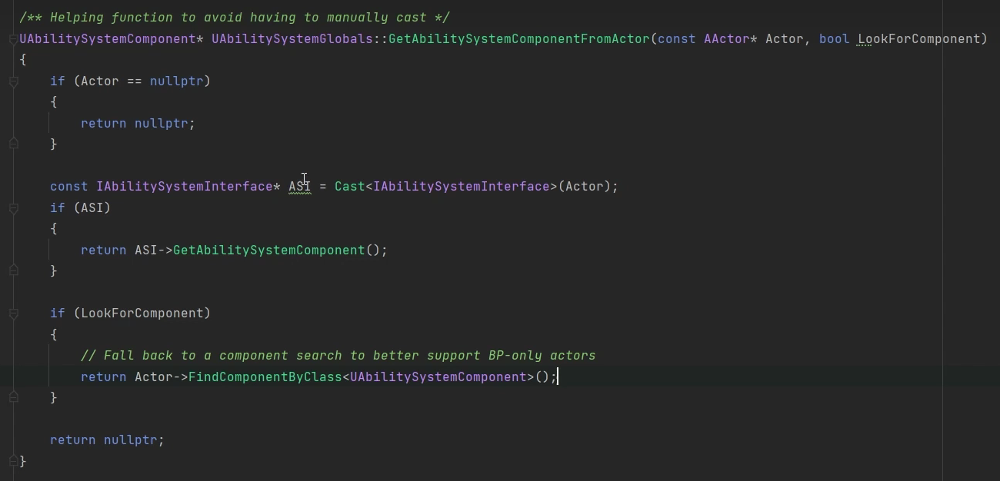 /** Helping function to avoid having to manually cast */
UAbilitySystemComponent* UAbilitySystemGlobals::GetAbilitySystemComponentFromActor(const AActor* Actor, bool LookForComponent)
{
    if (Actor == nullptr)
    {
        return nullptr;
    }

    const IAbilitySystemInterface* ASI = Cast<IAbilitySystemInterface>(Actor);
    if (ASI)
    {
        return ASI->GetAbilitySystemComponent();
    }

    if (LookForComponent)
    {
        // Fall back to a component search to better support BP-only actors
        return Actor->FindComponentByClass<UAbilitySystemComponent>();
    }

    return nullptr;
}